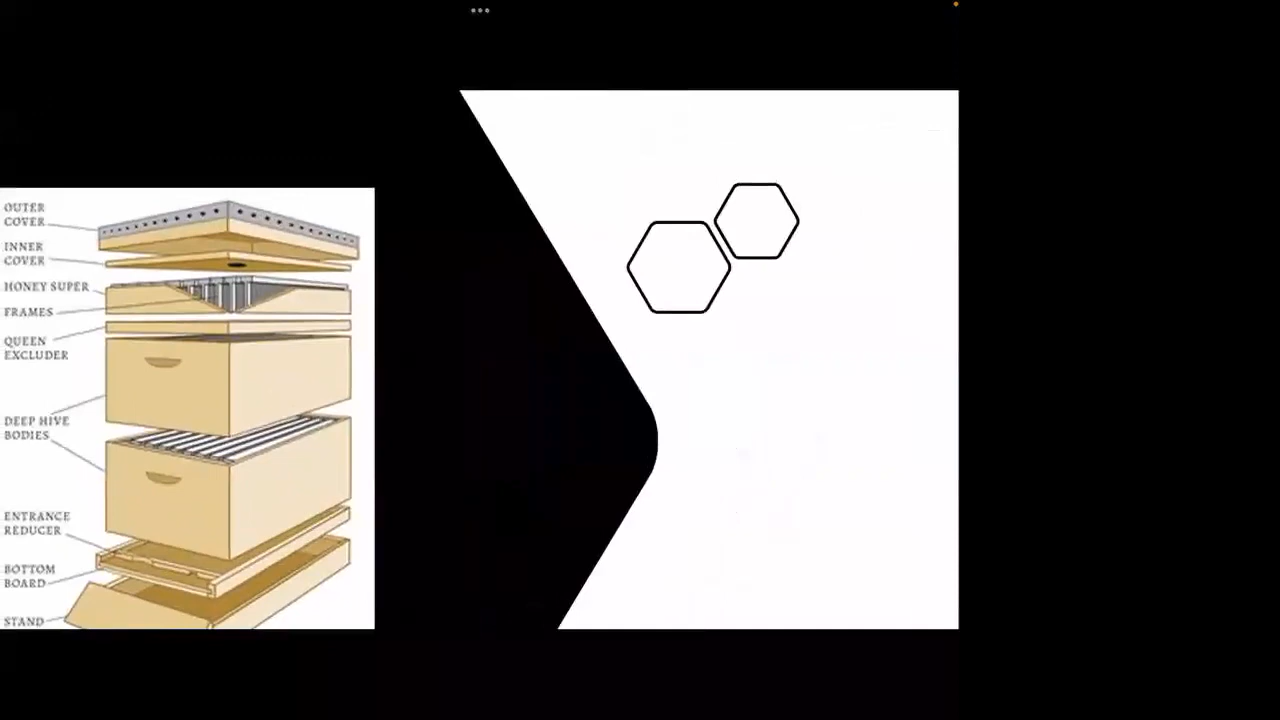 OUTER
COVER
INNER
COVER
HONEY SUPER
FRAMES
QUEEN
EXCLUDER
DEEP HIVE
BODIES
ENTRANCE
REDUCER
BOTTOM
BOARD
STAND